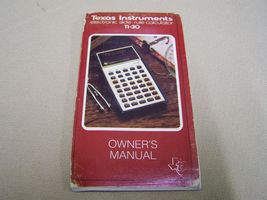 Texas Instruments
electronic slide-rule calculator
TI-30
OWNER'S
MANUAL